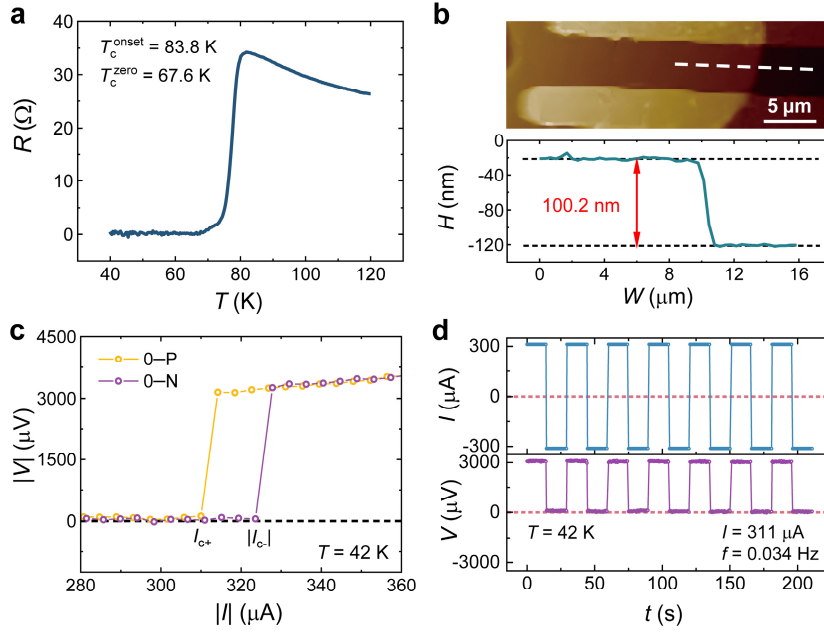 a
T_c^onset = 83.8 K
T_c^zero = 67.6 K
R (Ω)
40
30
20
10
0
40 60 80 100 120
T (K)
b
5 μm
H (nm)
0
-40
-80
-120
100.2 nm
0 4 8 12 16
W (μm)
c
|V| (μV)
4500
3000
1500
0
0–P
0–N
I_c+ |I_c-|
T = 42 K
280 300 320 340 360
|I| (μA)
d
I (μA)
300
0
-300
V (μV)
3000
0
-3000
T = 42 K I = 311 μA
f = 0.034 Hz
0 50 100 150 200
t (s)